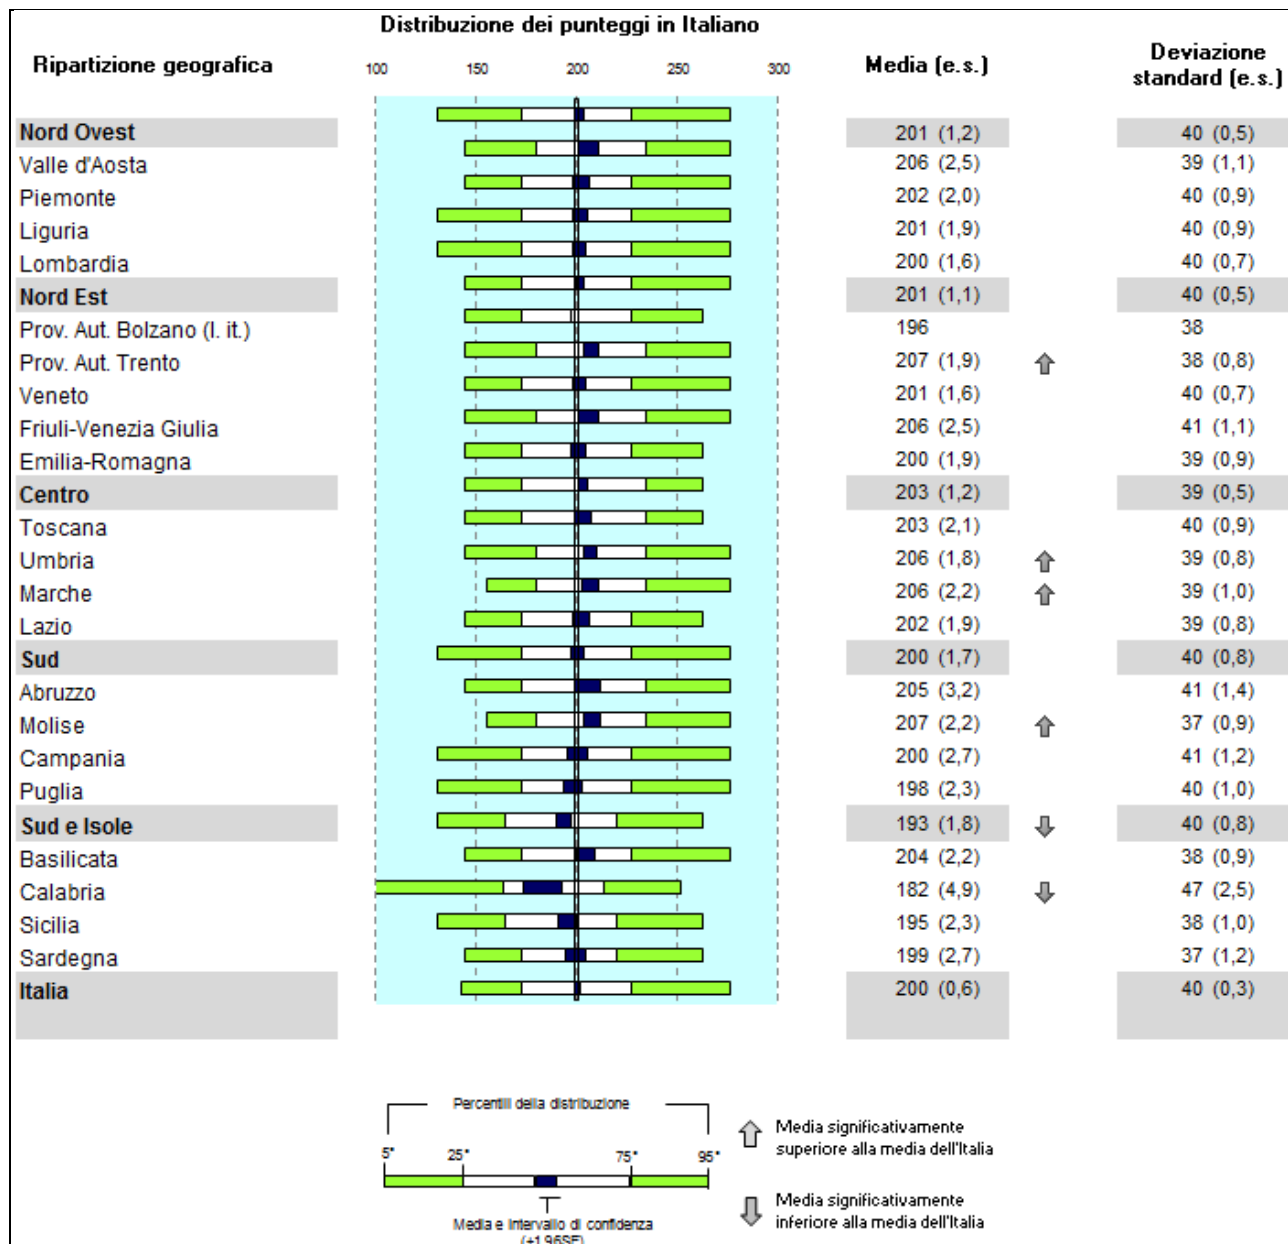 Distribuzione dei punteggi in Italiano
Ripartizione geografica 100 150 200 250 300 Media (e.s.) Deviazione standard (e.s.)
Nord Ovest 201 (1,2) 40 (0,5)
Valle d'Aosta 206 (2,5) 39 (1,1)
Piemonte 202 (2,0) 40 (0,9)
Liguria 201 (1,9) 40 (0,9)
Lombardia 200 (1,6) 40 (0,7)
Nord Est 201 (1,1) 40 (0,5)
Prov. Aut. Bolzano (l. it.) 196 38
Prov. Aut. Trento 207 (1,9) 38 (0,8)
Veneto 201 (1,6) 40 (0,7)
Friuli-Venezia Giulia 206 (2,5) 41 (1,1)
Emilia-Romagna 200 (1,9) 39 (0,9)
Centro 203 (1,2) 39 (0,5)
Toscana 203 (2,1) 40 (0,9)
Umbria 206 (1,8) 39 (0,8)
Marche 206 (2,2) 39 (1,0)
Lazio 202 (1,9) 39 (0,8)
Sud 200 (1,7) 40 (0,8)
Abruzzo 205 (3,2) 41 (1,4)
Molise 207 (2,2) 37 (0,9)
Campania 200 (2,7) 41 (1,2)
Puglia 198 (2,3) 40 (1,0)
Sud e Isole 193 (1,8) 40 (0,8)
Basilicata 204 (2,2) 38 (0,9)
Calabria 182 (4,9) 47 (2,5)
Sicilia 195 (2,3) 38 (1,0)
Sardegna 199 (2,7) 37 (1,2)
Italia 200 (0,6) 40 (0,3)
Percentili della distribuzione
5° 25° 75° 95°
Media e intervallo di confidenza
(±1.96SE)
Media significativamente
superiore alla media dell'Italia
Media significativamente
inferiore alla media dell'Italia